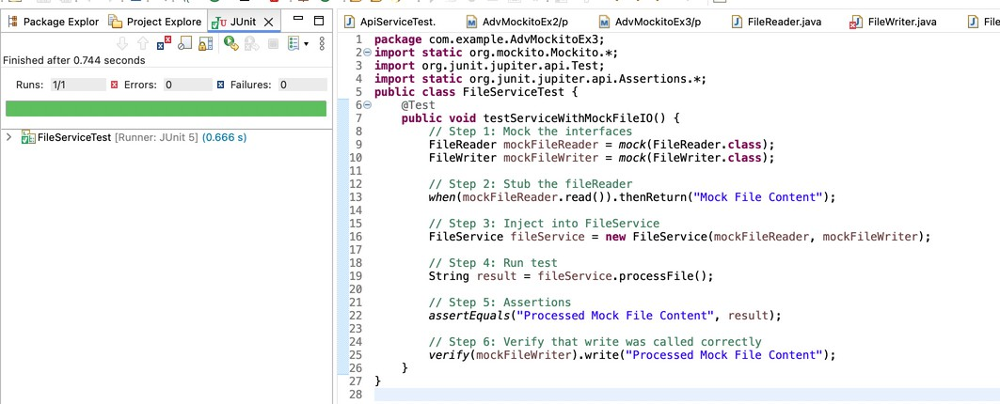 Package Explor
Project Explore
JUnit
Finished after 0.744 seconds
Runs: 1/1
Errors: 0
Failures: 0
FileServiceTest [Runner: JUnit 5] (0.666 s)
ApiServiceTest.
AdvMockitoEx2/p
AdvMockitoEx3/p
FileReader.java
FileWriter.java
File
1 package com.example.AdvMockitoEx3;
2 import static org.mockito.Mockito.*;
3 import org.junit.jupiter.api.Test;
4 import static org.junit.jupiter.api.Assertions.*;
5 public class FileServiceTest {
6 @Test
7 public void testServiceWithMockFileIO() {
8 // Step 1: Mock the interfaces
9 FileReader mockFileReader = mock(FileReader.class);
10 FileWriter mockFileWriter = mock(FileWriter.class);
11
12 // Step 2: Stub the fileReader
13 when(mockFileReader.read()).thenReturn("Mock File Content");
14
15 // Step 3: Inject into FileService
16 FileService fileService = new FileService(mockFileReader, mockFileWriter);
17
18 // Step 4: Run test
19 String result = fileService.processFile();
20
21 // Step 5: Assertions
22 assertEquals("Processed Mock File Content", result);
23
24 // Step 6: Verify that write was called correctly
25 verify(mockFileWriter).write("Processed Mock File Content");
26 }
27 }
28